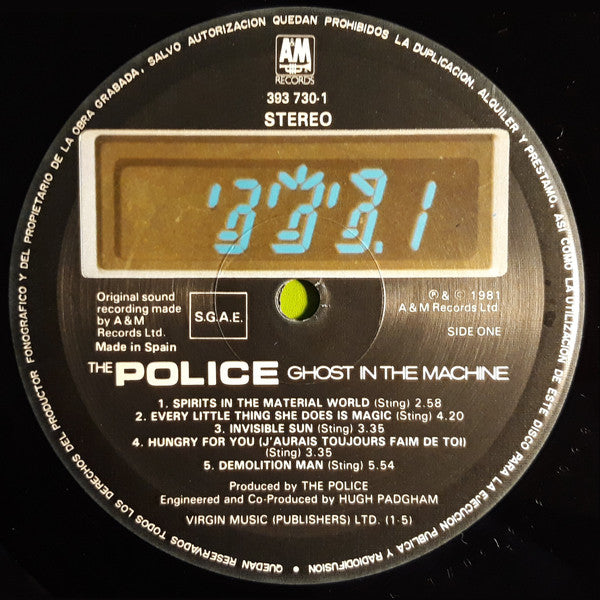 QUEDAN RESERVADOS TODOS LOS DERECHOS DEL PRODUCTOR FONOGRAFICO Y DEL PROPIETARIO DE LA OBRA GRABADA, SALVO AUTORIZACION QUEDAN PROHIBIDOS LA DUPLICACION, ALQUILER Y PRESTAMO, ASI COMO LA UTILIZACION DE ESTE DISCO PARA LA EJECUCION PUBLICA Y RADIODIFUSION •
A&M
RECORDS
393 730·1
STEREO
Original sound
recording made
by A & M
Records Ltd.
Made in Spain
S.G.A.E.
℗ & © 1981
A & M Records Ltd
SIDE ONE
THE POLICE GHOST IN THE MACHINE
1. SPIRITS IN THE MATERIAL WORLD (Sting) 2.58
2. EVERY LITTLE THING SHE DOES IS MAGIC (Sting) 4.20
3. INVISIBLE SUN (Sting) 3.35
4. HUNGRY FOR YOU (J'AURAIS TOUJOURS FAIM DE TOI)
(Sting) 3.35
5. DEMOLITION MAN (Sting) 5.54
Produced by THE POLICE
Engineered and Co-Produced by HUGH PADGHAM
VIRGIN MUSIC (PUBLISHERS) LTD. (1·5)